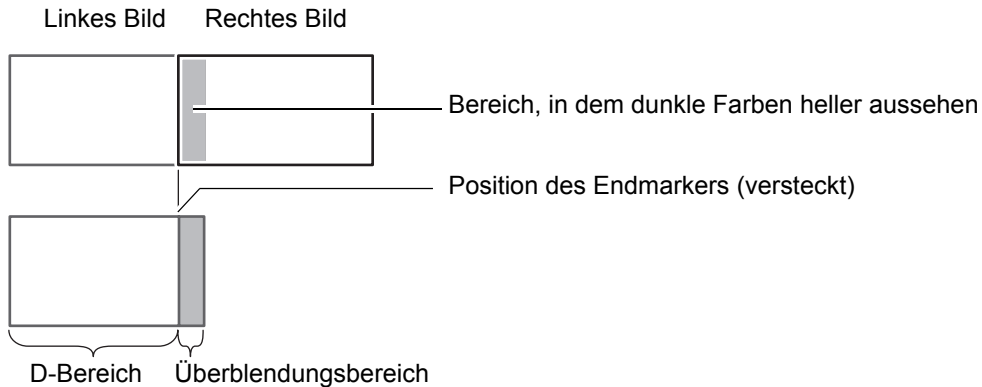 Linkes Bild Rechtes Bild
Bereich, in dem dunkle Farben heller aussehen
Position des Endmarkers (versteckt)
D-Bereich Überblendungsbereich